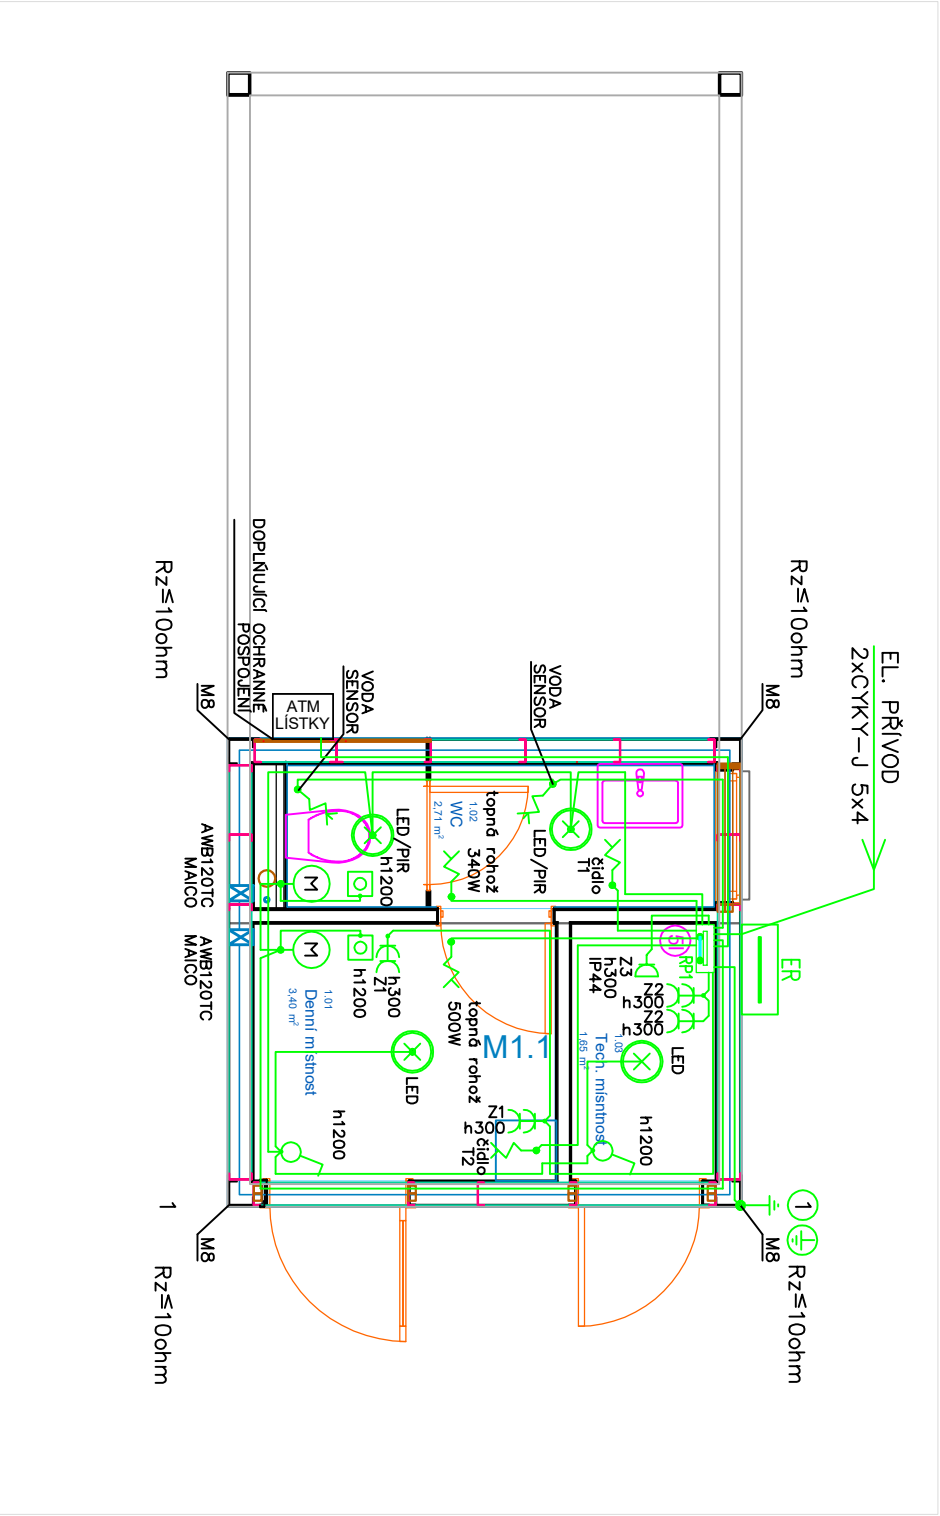 EL. PŘÍVOD
2xCYKY-J 5x4
Rz≤10ohm
M8
Rz≤10ohm
M8
DOPLŇUJÍCÍ OCHRANNÉ
POSPOJENÍ
ATM
LÍSTKY
VODA
SENSOR
VODA
SENSOR
LED/PIR
h1200
M
AWB120TC
MAICO
1.02
WC
2,71 m²
topná rohož
340W
LED/PIR
čidlo
T1
ER
5I
RP1
Z3
h300
IP44
Z2
h300
Z2
h300
M
AWB120TC
MAICO
h1200
h300
Z1
1.01
Denní místnost
3,40 m²
topná rohož
500W
M1.1
LED
1.03
Tech. mísntnost
1,65 m²
LED
h1200
Z1
h300
čidlo
T2
h1200
1
M8
Rz≤10ohm
1
M8
Rz≤10ohm